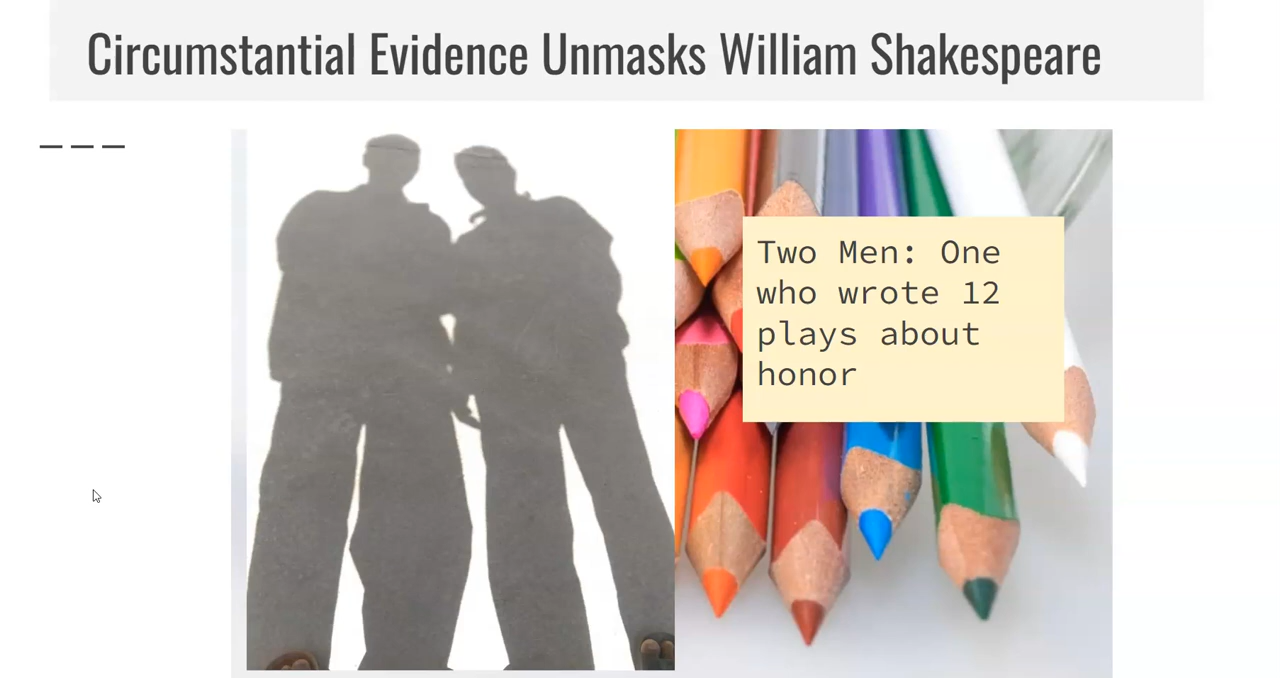 Circumstantial Evidence Unmasks William Shakespeare
Two Men: One
who wrote 12
plays about
honor